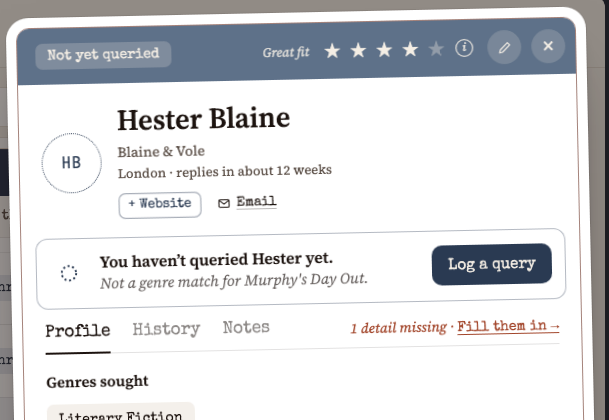 Not yet queried
Great fit
Hester Blaine
HB
Blaine & Vole
London · replies in about 12 weeks
+ Website
Email
You haven't queried Hester yet.
Not a genre match for Murphy's Day Out.
Log a query
Profile History Notes
1 detail missing · Fill them in →
Genres sought
Literary Fiction